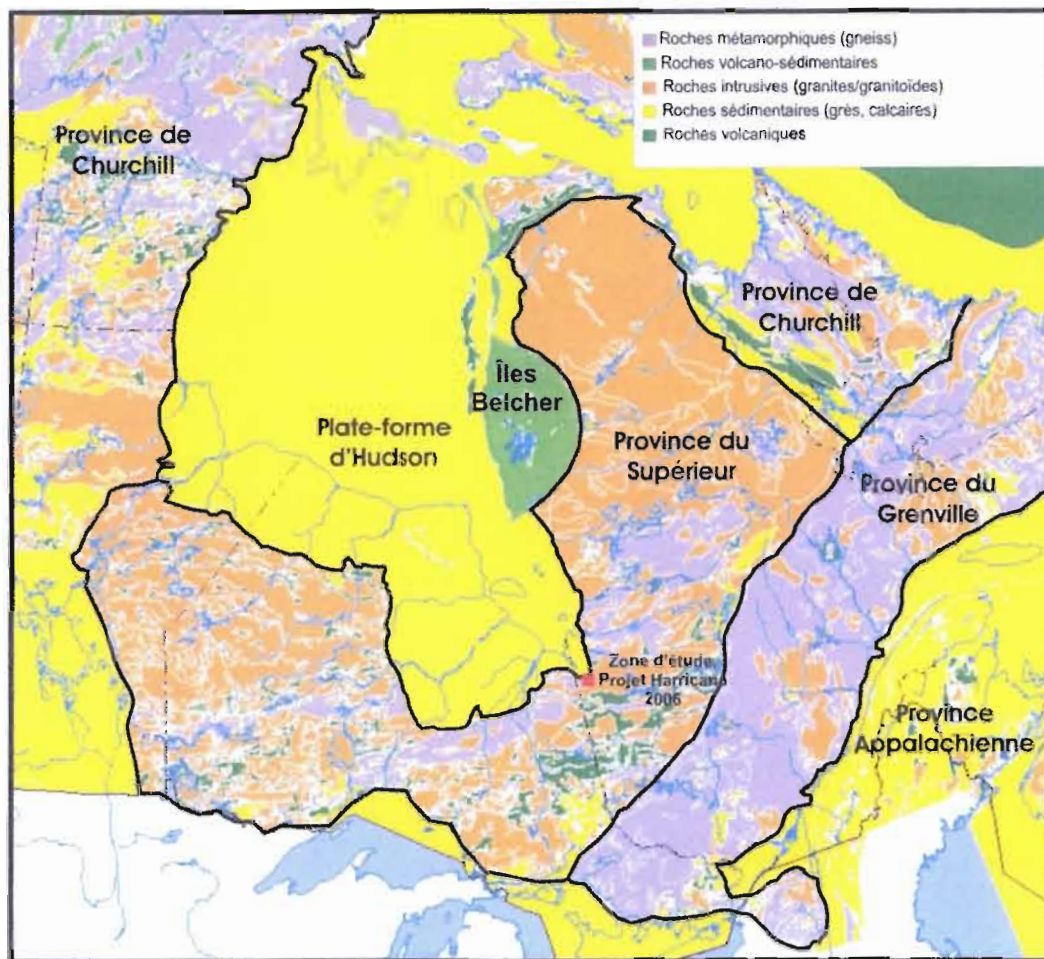 Roches métamorphiques (gneiss)
Roches volcano-sédimentaires
Roches intrusives (granites/granitoïdes)
Roches sédimentaires (grès, calcaires)
Roches volcaniques
Province de
Churchill
Province de
Churchill
Îles
Belcher
Plate-forme
d'Hudson
Province du
Supérieur
Province du
Grenville
Zone d'étude,
Projet Harricana
2006
Province
Appalachienne